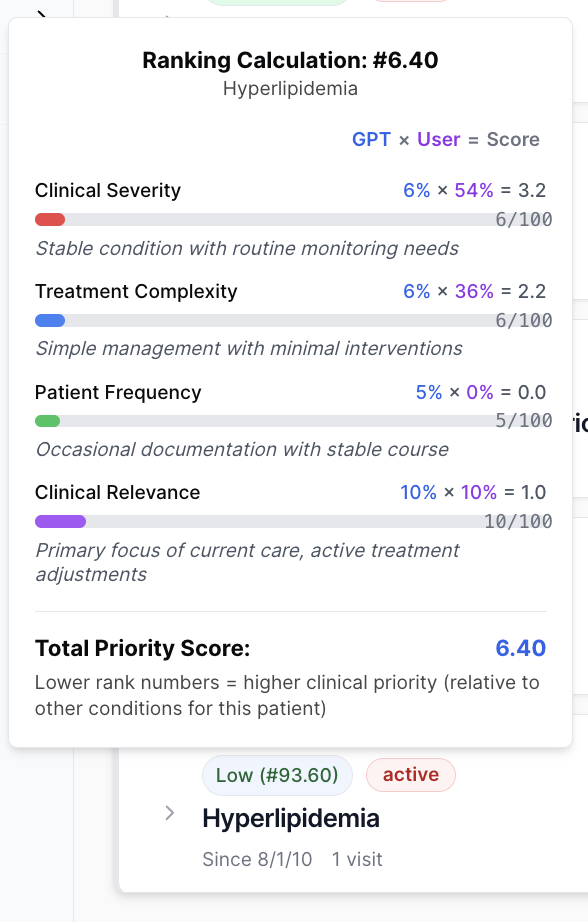 Ranking Calculation: #6.40
Hyperlipidemia
GPT × User = Score
Clinical Severity 6% × 54% = 3.2
6/100
Stable condition with routine monitoring needs
Treatment Complexity 6% × 36% = 2.2
6/100
Simple management with minimal interventions
Patient Frequency 5% × 0% = 0.0
5/100
Occasional documentation with stable course
Clinical Relevance 10% × 10% = 1.0
10/100
Primary focus of current care, active treatment
adjustments
Total Priority Score: 6.40
Lower rank numbers = higher clinical priority (relative to
other conditions for this patient)
Low (#93.60) active
Hyperlipidemia
Since 8/1/10 1 visit